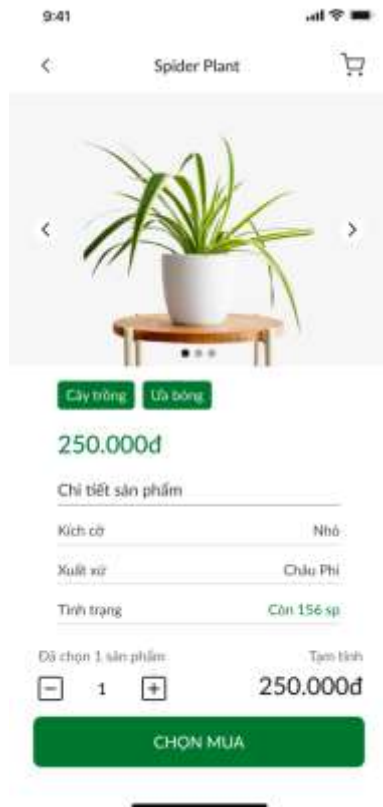 9:41
Spider Plant
Cây trồng Ưa bóng
250.000đ
Chi tiết sản phẩm
Kích cỡ Nhỏ
Xuất xứ Châu Phi
Tình trạng Còn 156 sp
Đã chọn 1 sản phẩm Tạm tính
1 250.000đ
CHỌN MUA